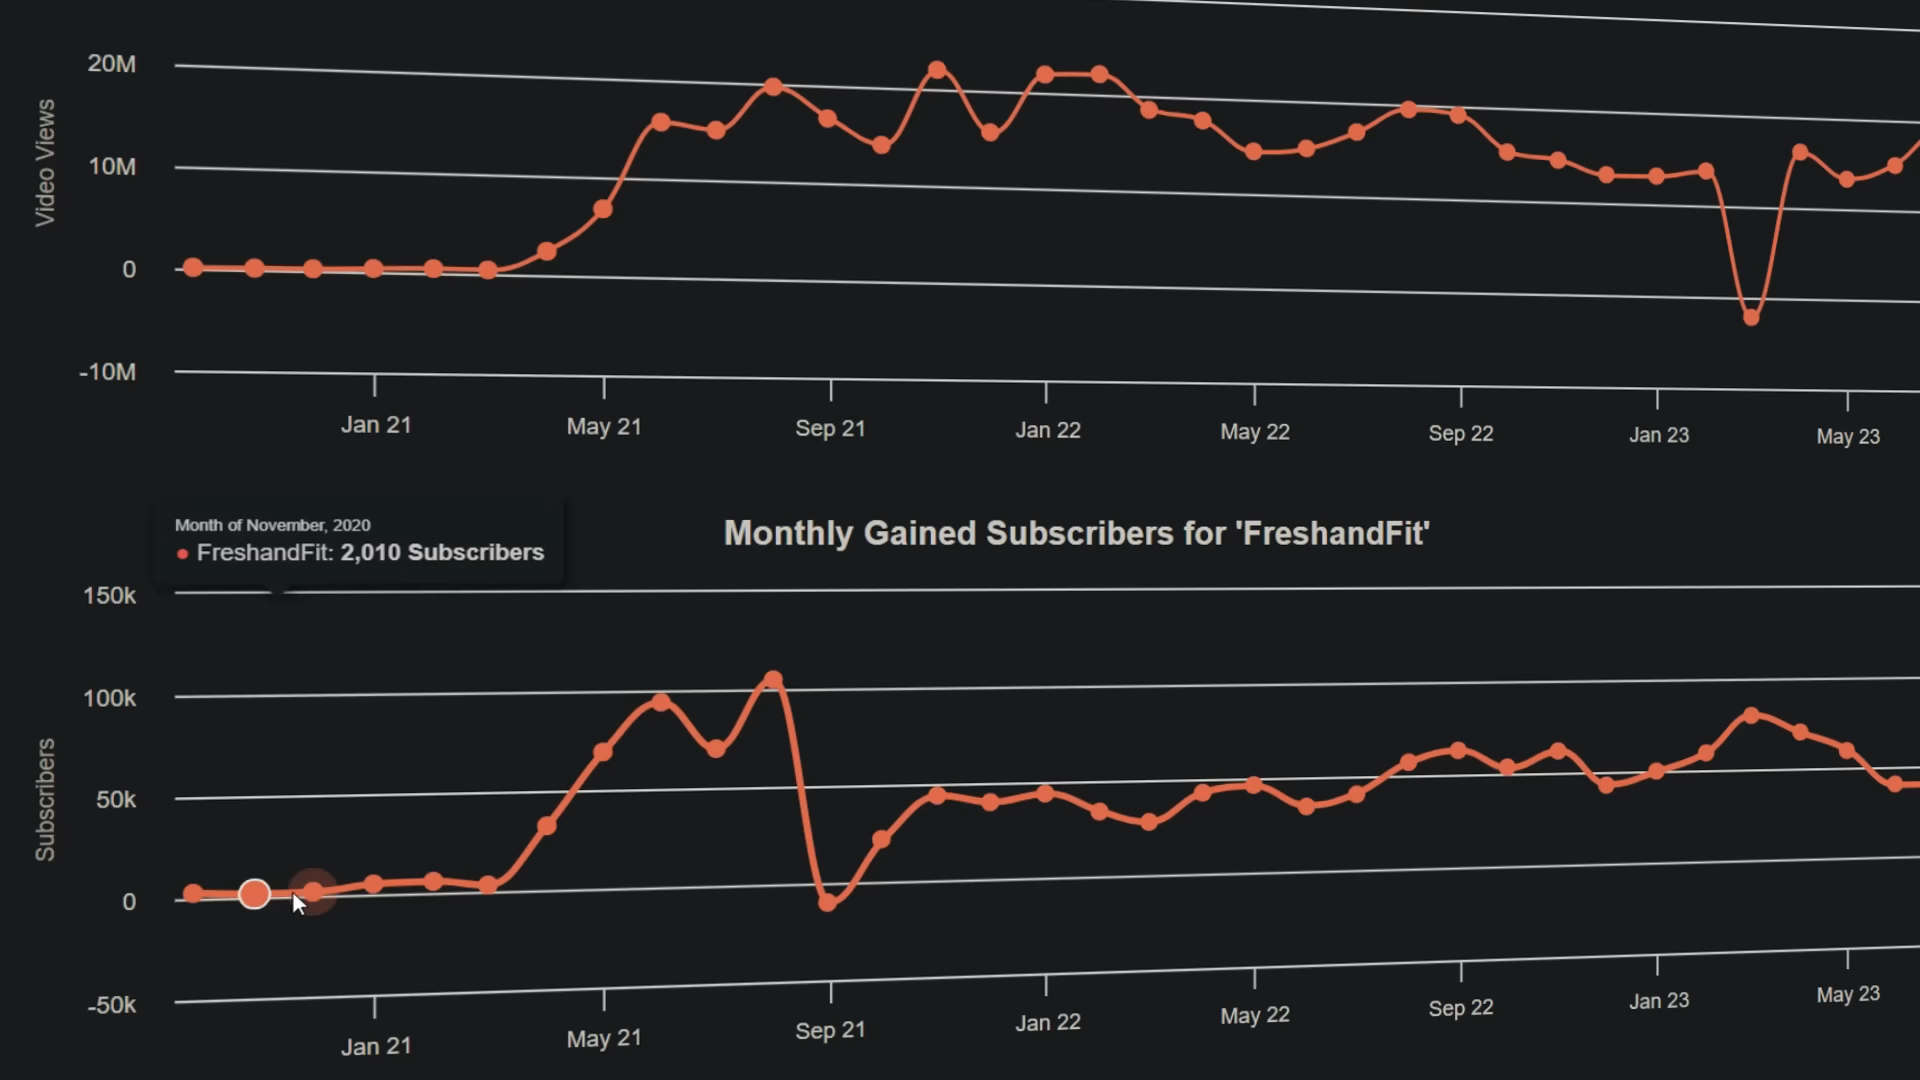 20M
Video Views
10M
0
-10M
Jan 21
May 21
Sep 21
Jan 22
May 22
Sep 22
Jan 23
May 23
Month of November, 2020
FreshandFit: 2,010 Subscribers
Monthly Gained Subscribers for 'FreshandFit'
150k
100k
Subscribers
50k
0
-50k
Jan 21
May 21
Sep 21
Jan 22
May 22
Sep 22
Jan 23
May 23